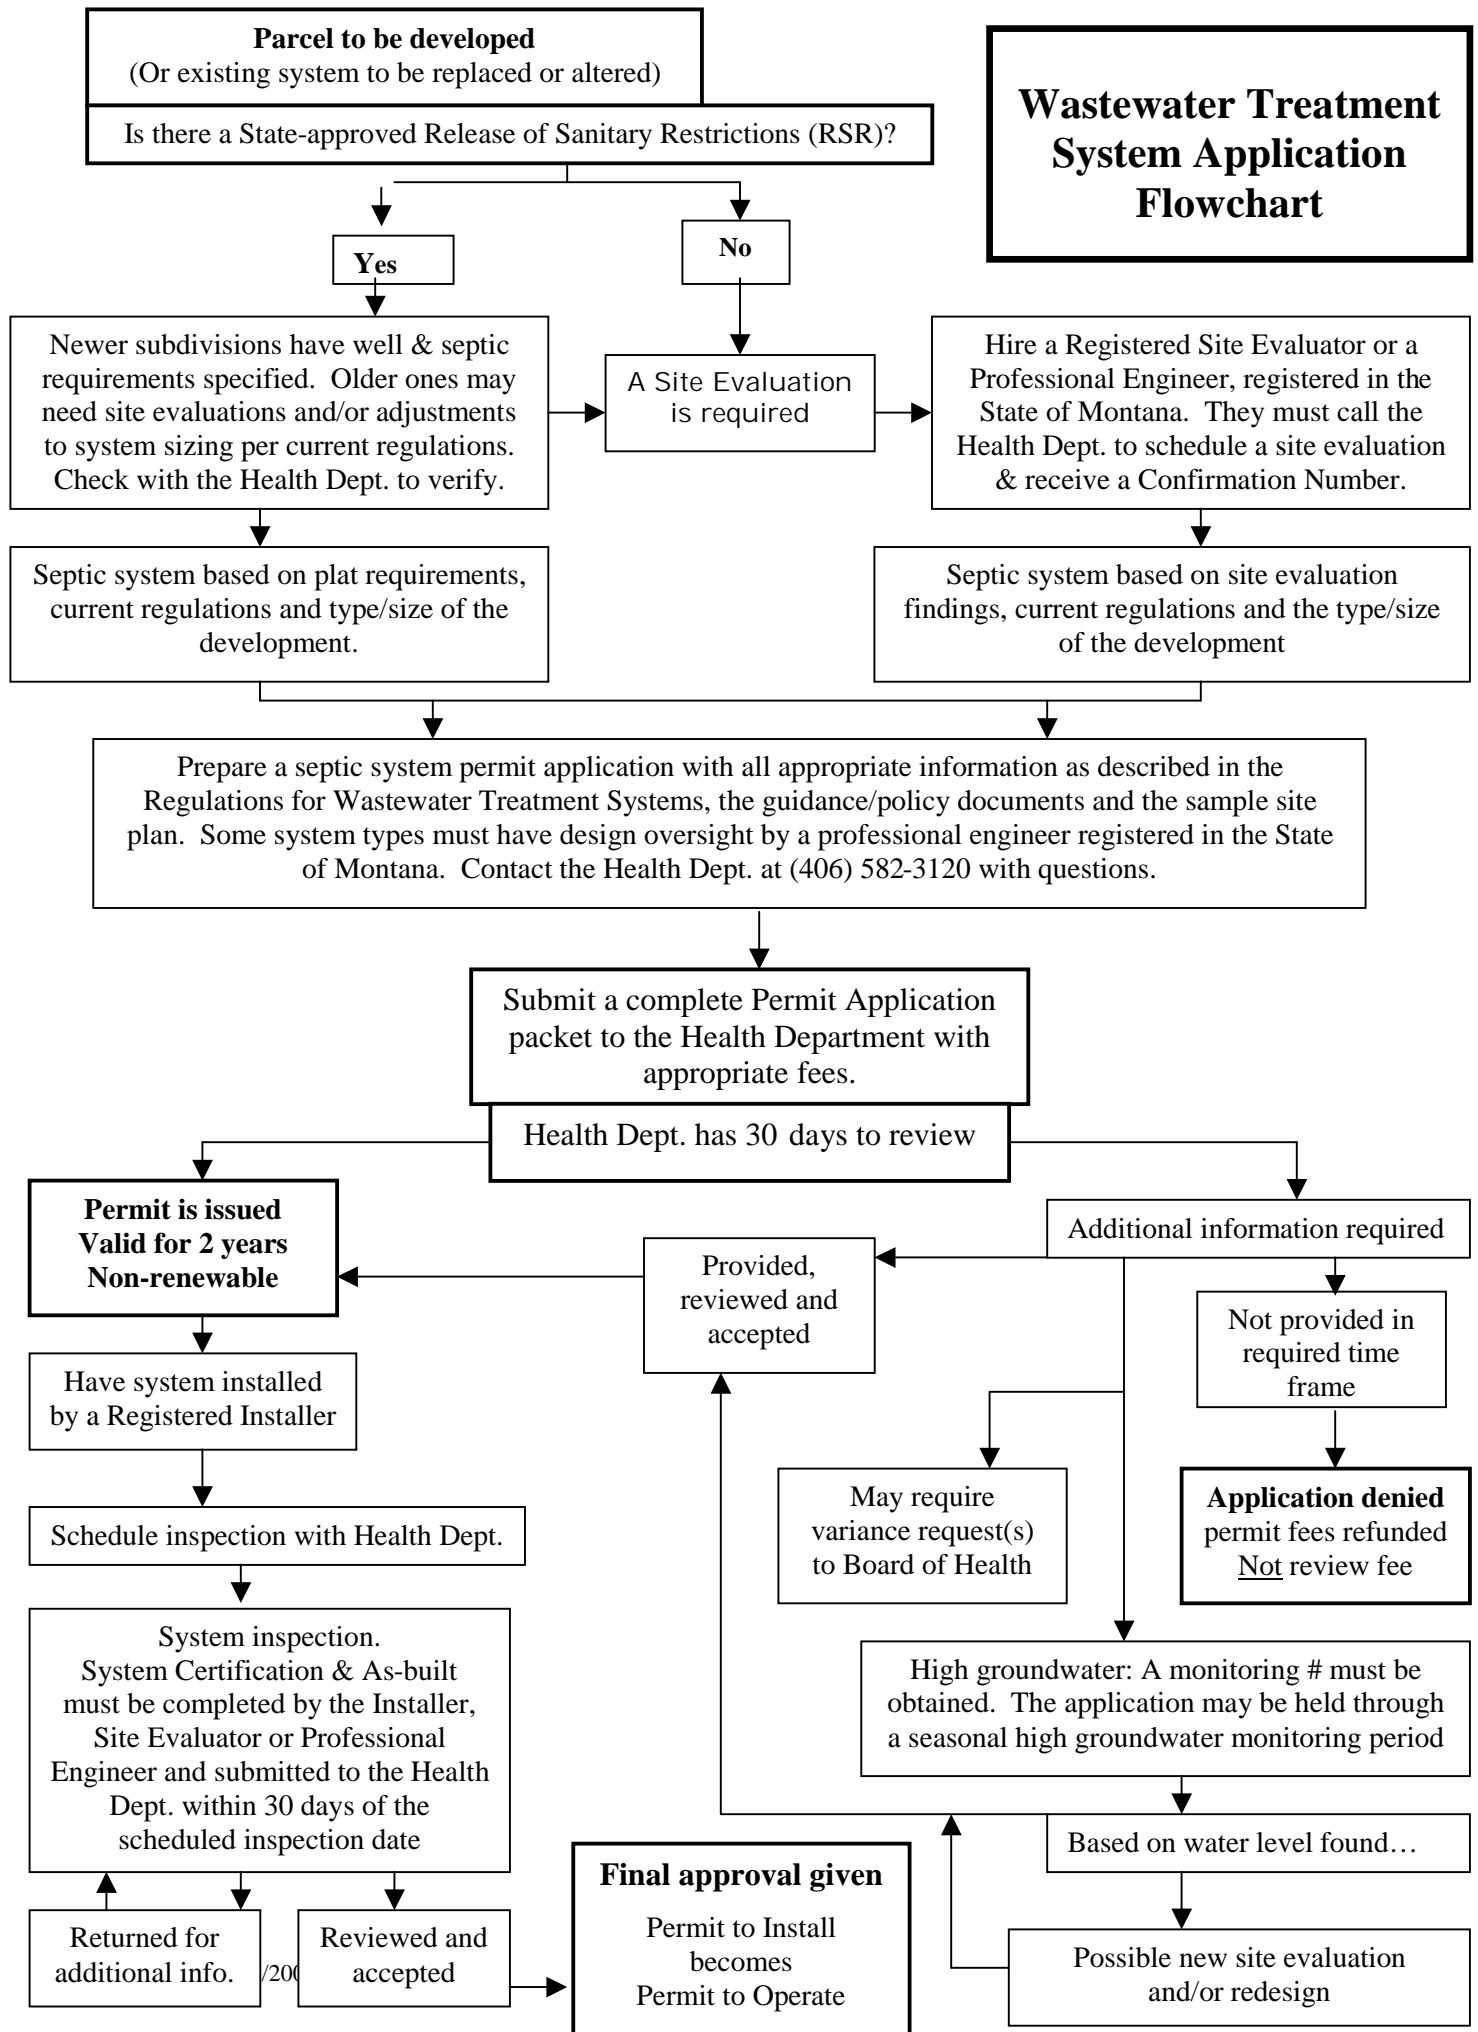 Parcel to be developed
(Or existing system to be replaced or altered)
Is there a State-approved Release of Sanitary Restrictions (RSR)?
Wastewater Treatment
System Application
Flowchart
Yes
No
Newer subdivisions have well & septic
requirements specified. Older ones may
need site evaluations and/or adjustments
to system sizing per current regulations.
Check with the Health Dept. to verify.
A Site Evaluation
is required
Hire a Registered Site Evaluator or a
Professional Engineer, registered in the
State of Montana. They must call the
Health Dept. to schedule a site evaluation
& receive a Confirmation Number.
Septic system based on plat requirements,
current regulations and type/size of the
development.
Septic system based on site evaluation
findings, current regulations and the type/size
of the development
Prepare a septic system permit application with all appropriate information as described in the
Regulations for Wastewater Treatment Systems, the guidance/policy documents and the sample site
plan. Some system types must have design oversight by a professional engineer registered in the State
of Montana. Contact the Health Dept. at (406) 582-3120 with questions.
Submit a complete Permit Application
packet to the Health Department with
appropriate fees.
Health Dept. has 30 days to review
Permit is issued
Valid for 2 years
Non-renewable
Additional information required
Provided,
reviewed and
accepted
Not provided in
required time
frame
Have system installed
by a Registered Installer
May require
variance request(s)
to Board of Health
Application denied
permit fees refunded
Not review fee
Schedule inspection with Health Dept.
System inspection.
System Certification & As-built
must be completed by the Installer,
Site Evaluator or Professional
Engineer and submitted to the Health
Dept. within 30 days of the
scheduled inspection date
High groundwater: A monitoring # must be
obtained. The application may be held through
a seasonal high groundwater monitoring period
Based on water level found…
Final approval given
Permit to Install
becomes
Permit to Operate
Returned for
additional info.
/200
Reviewed and
accepted
Possible new site evaluation
and/or redesign